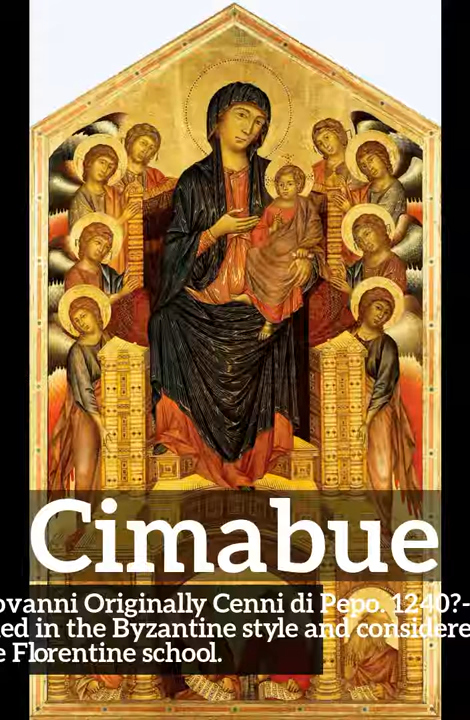 Cimabue
ovanni Originally Cenni di Pepo. 1240?-
ed in the Byzantine style and considere
e Florentine school.